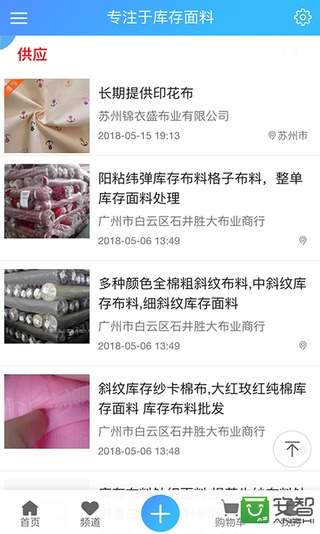 专注于库存面料
供应
长期提供印花布
苏州锦衣盛布业有限公司
2018-05-15 19:13
苏州市
阳粘纬弹库存布料格子布料，整单
库存面料处理
广州市白云区石井胜大布业商行
2018-05-06 13:49
多种颜色全棉粗斜纹布料,中斜纹库
存布料,细斜纹库存面料
广州市白云区石井胜大布业商行
2018-05-06 13:49
斜纹库存纱卡棉布,大红玫红纯棉库
存面料 库存布料批发
广州市白云区石井胜大布业商行
2018-05-06 13:48
首页
频道
购物车
安智
ANZHI